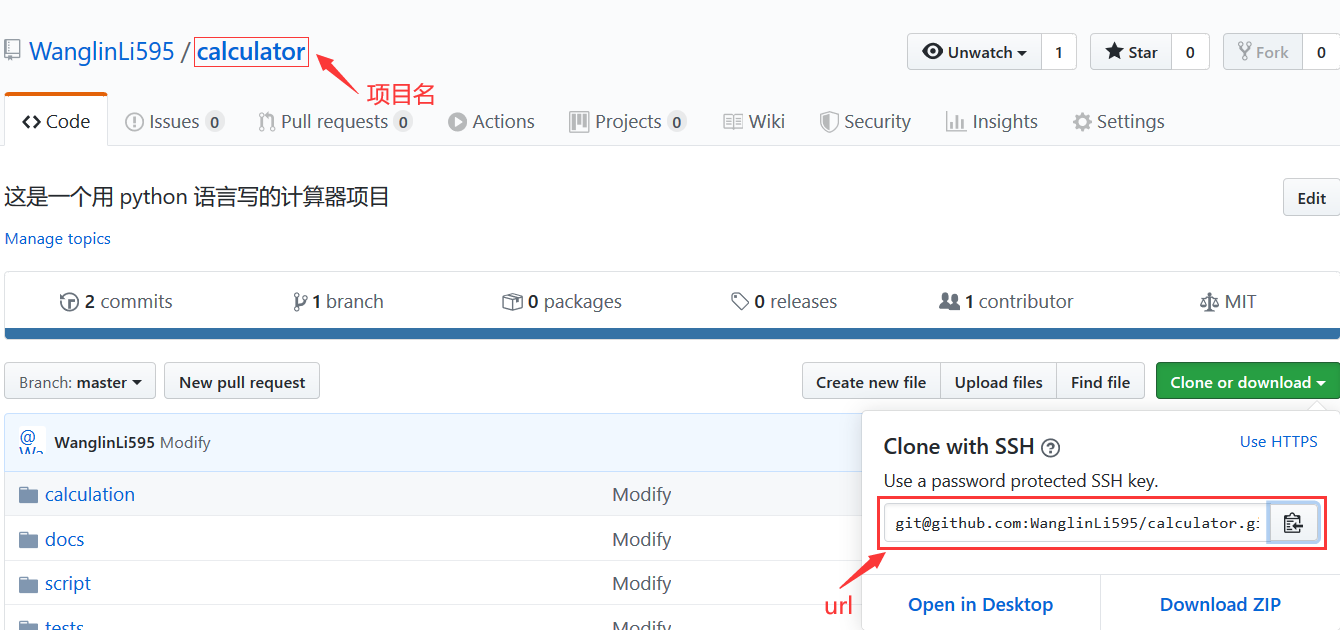 WanglinLi595 / calculator
Unwatch 1 Star 0 Fork 0
项目名
Code Issues 0 Pull requests 0 Actions Projects 0 Wiki Security Insights Settings
这是一个用 python 语言写的计算器项目
Edit
Manage topics
2 commits 1 branch 0 packages 0 releases 1 contributor MIT
Branch: master New pull request Create new file Upload files Find file Clone or download
@
Wa
WanglinLi595 Modify
Clone with SSH ? Use HTTPS
Use a password protected SSH key.
calculation Modify
git@github.com:WanglinLi595/calculator.gi
docs Modify
script Modify
url
Open in Desktop Download ZIP
tests Modify